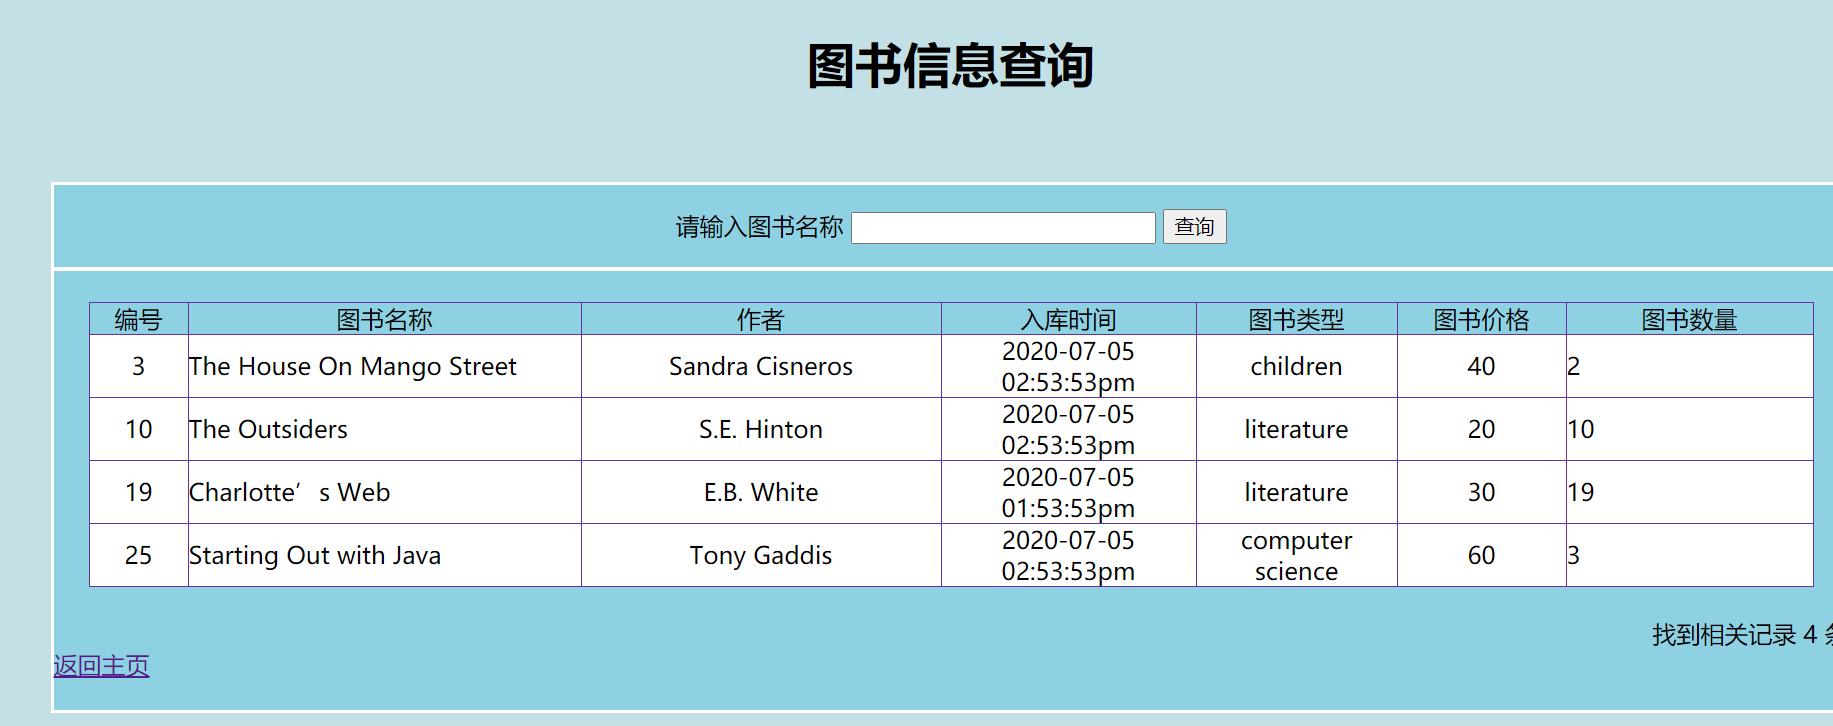 图书信息查询
请输入图书名称 查询
编号 图书名称 作者 入库时间 图书类型 图书价格 图书数量
3 The House On Mango Street Sandra Cisneros 2020-07-05 02:53:53pm children 40 2
10 The Outsiders S.E. Hinton 2020-07-05 02:53:53pm literature 20 10
19 Charlotte’s Web E.B. White 2020-07-05 01:53:53pm literature 30 19
25 Starting Out with Java Tony Gaddis 2020-07-05 02:53:53pm computer science 60 3
找到相关记录 4
返回主页